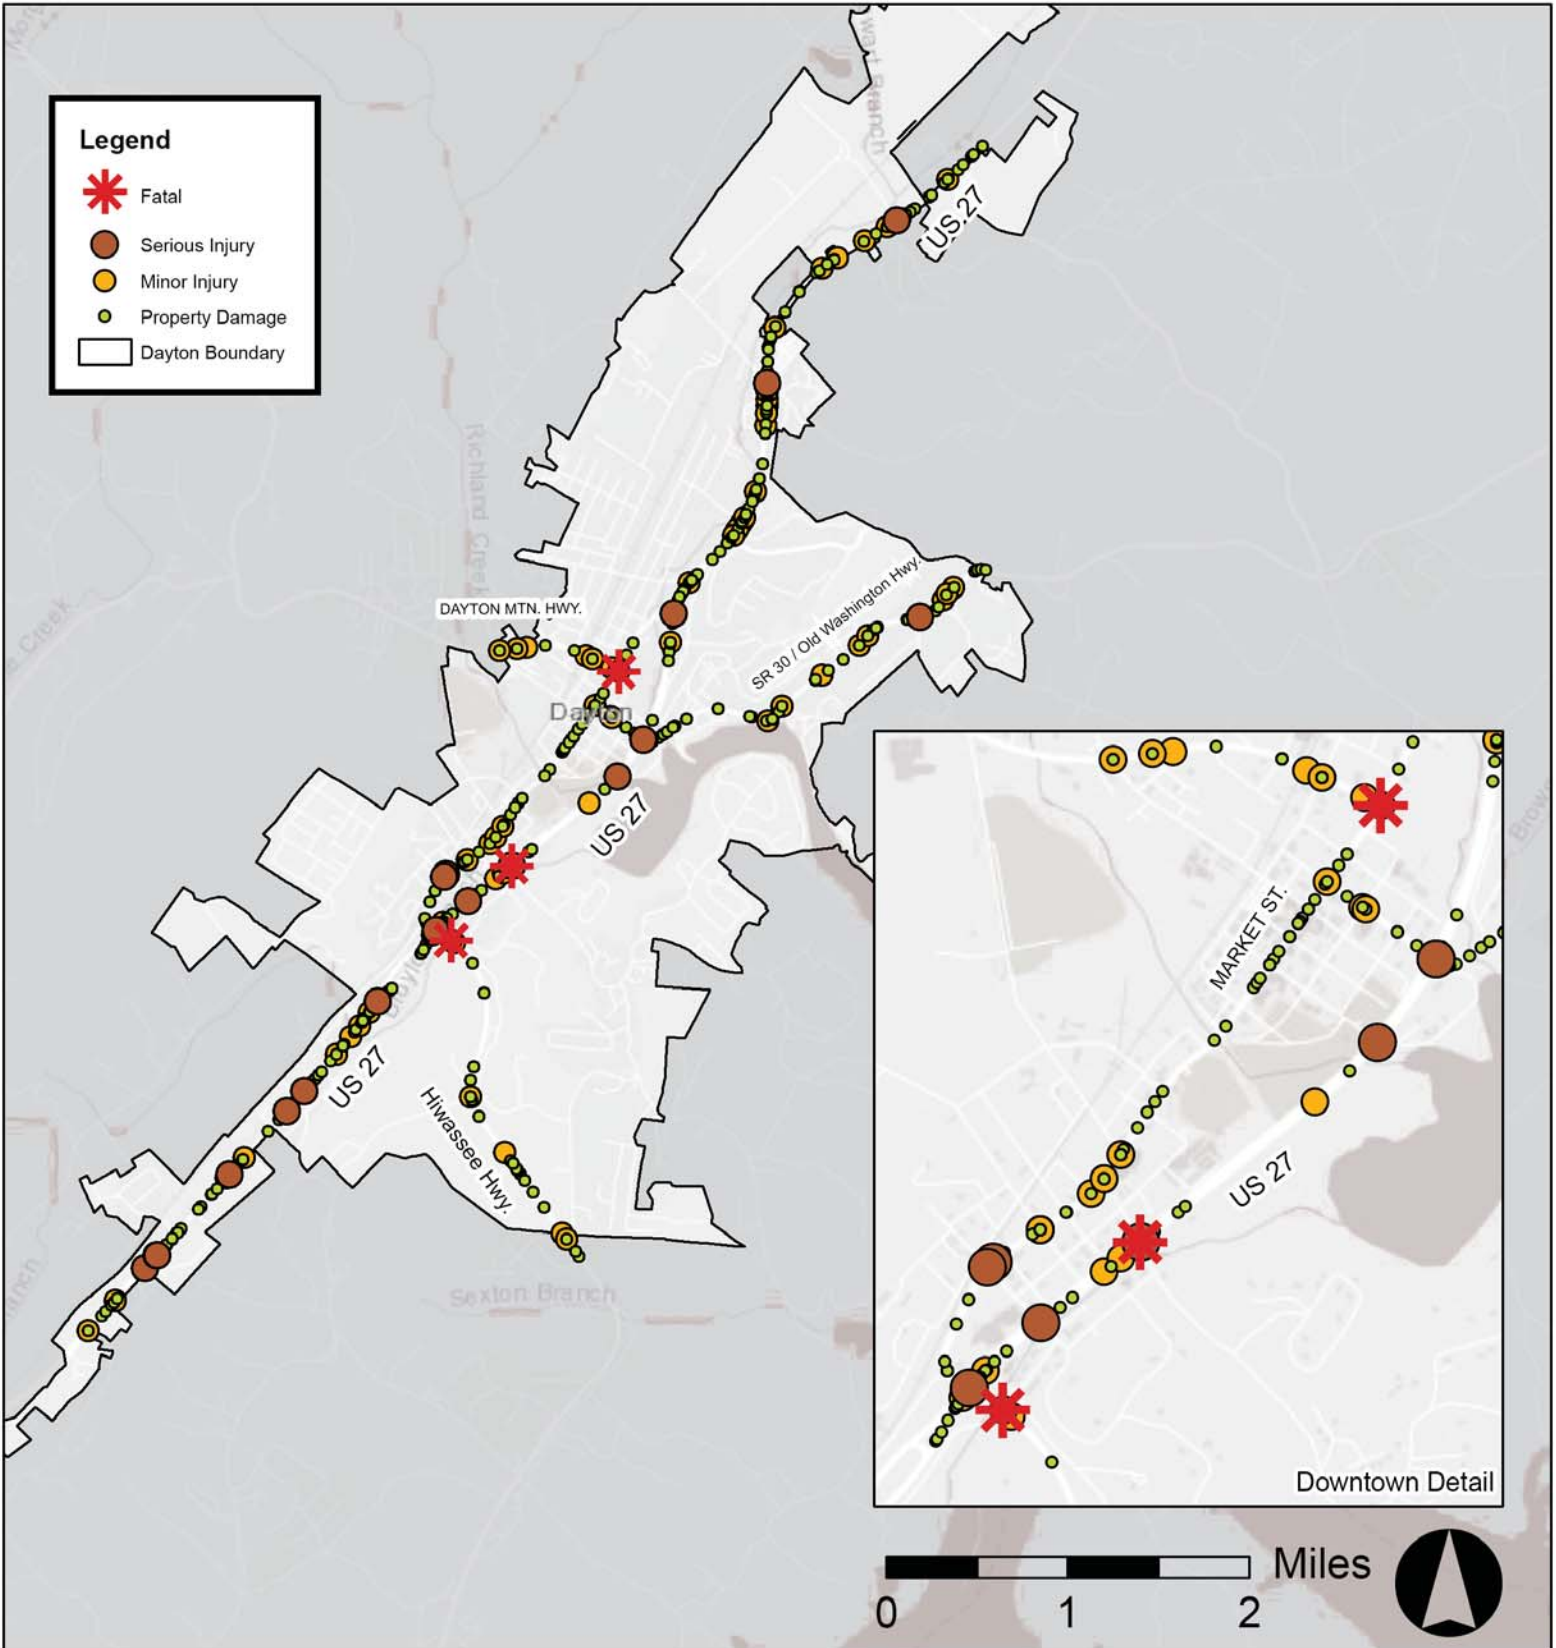 Legend
Fatal
Serious Injury
Minor Injury
Property Damage
Dayton Boundary
US 27
Richland Creek
DAYTON MTN. HWY.
SR 30 / Old Washington Hwy.
Dayton
US 27
US 27
Hiwassee Hwy.
Sexton Branch
MARKET ST.
US 27
Downtown Detail
Miles
0 1 2